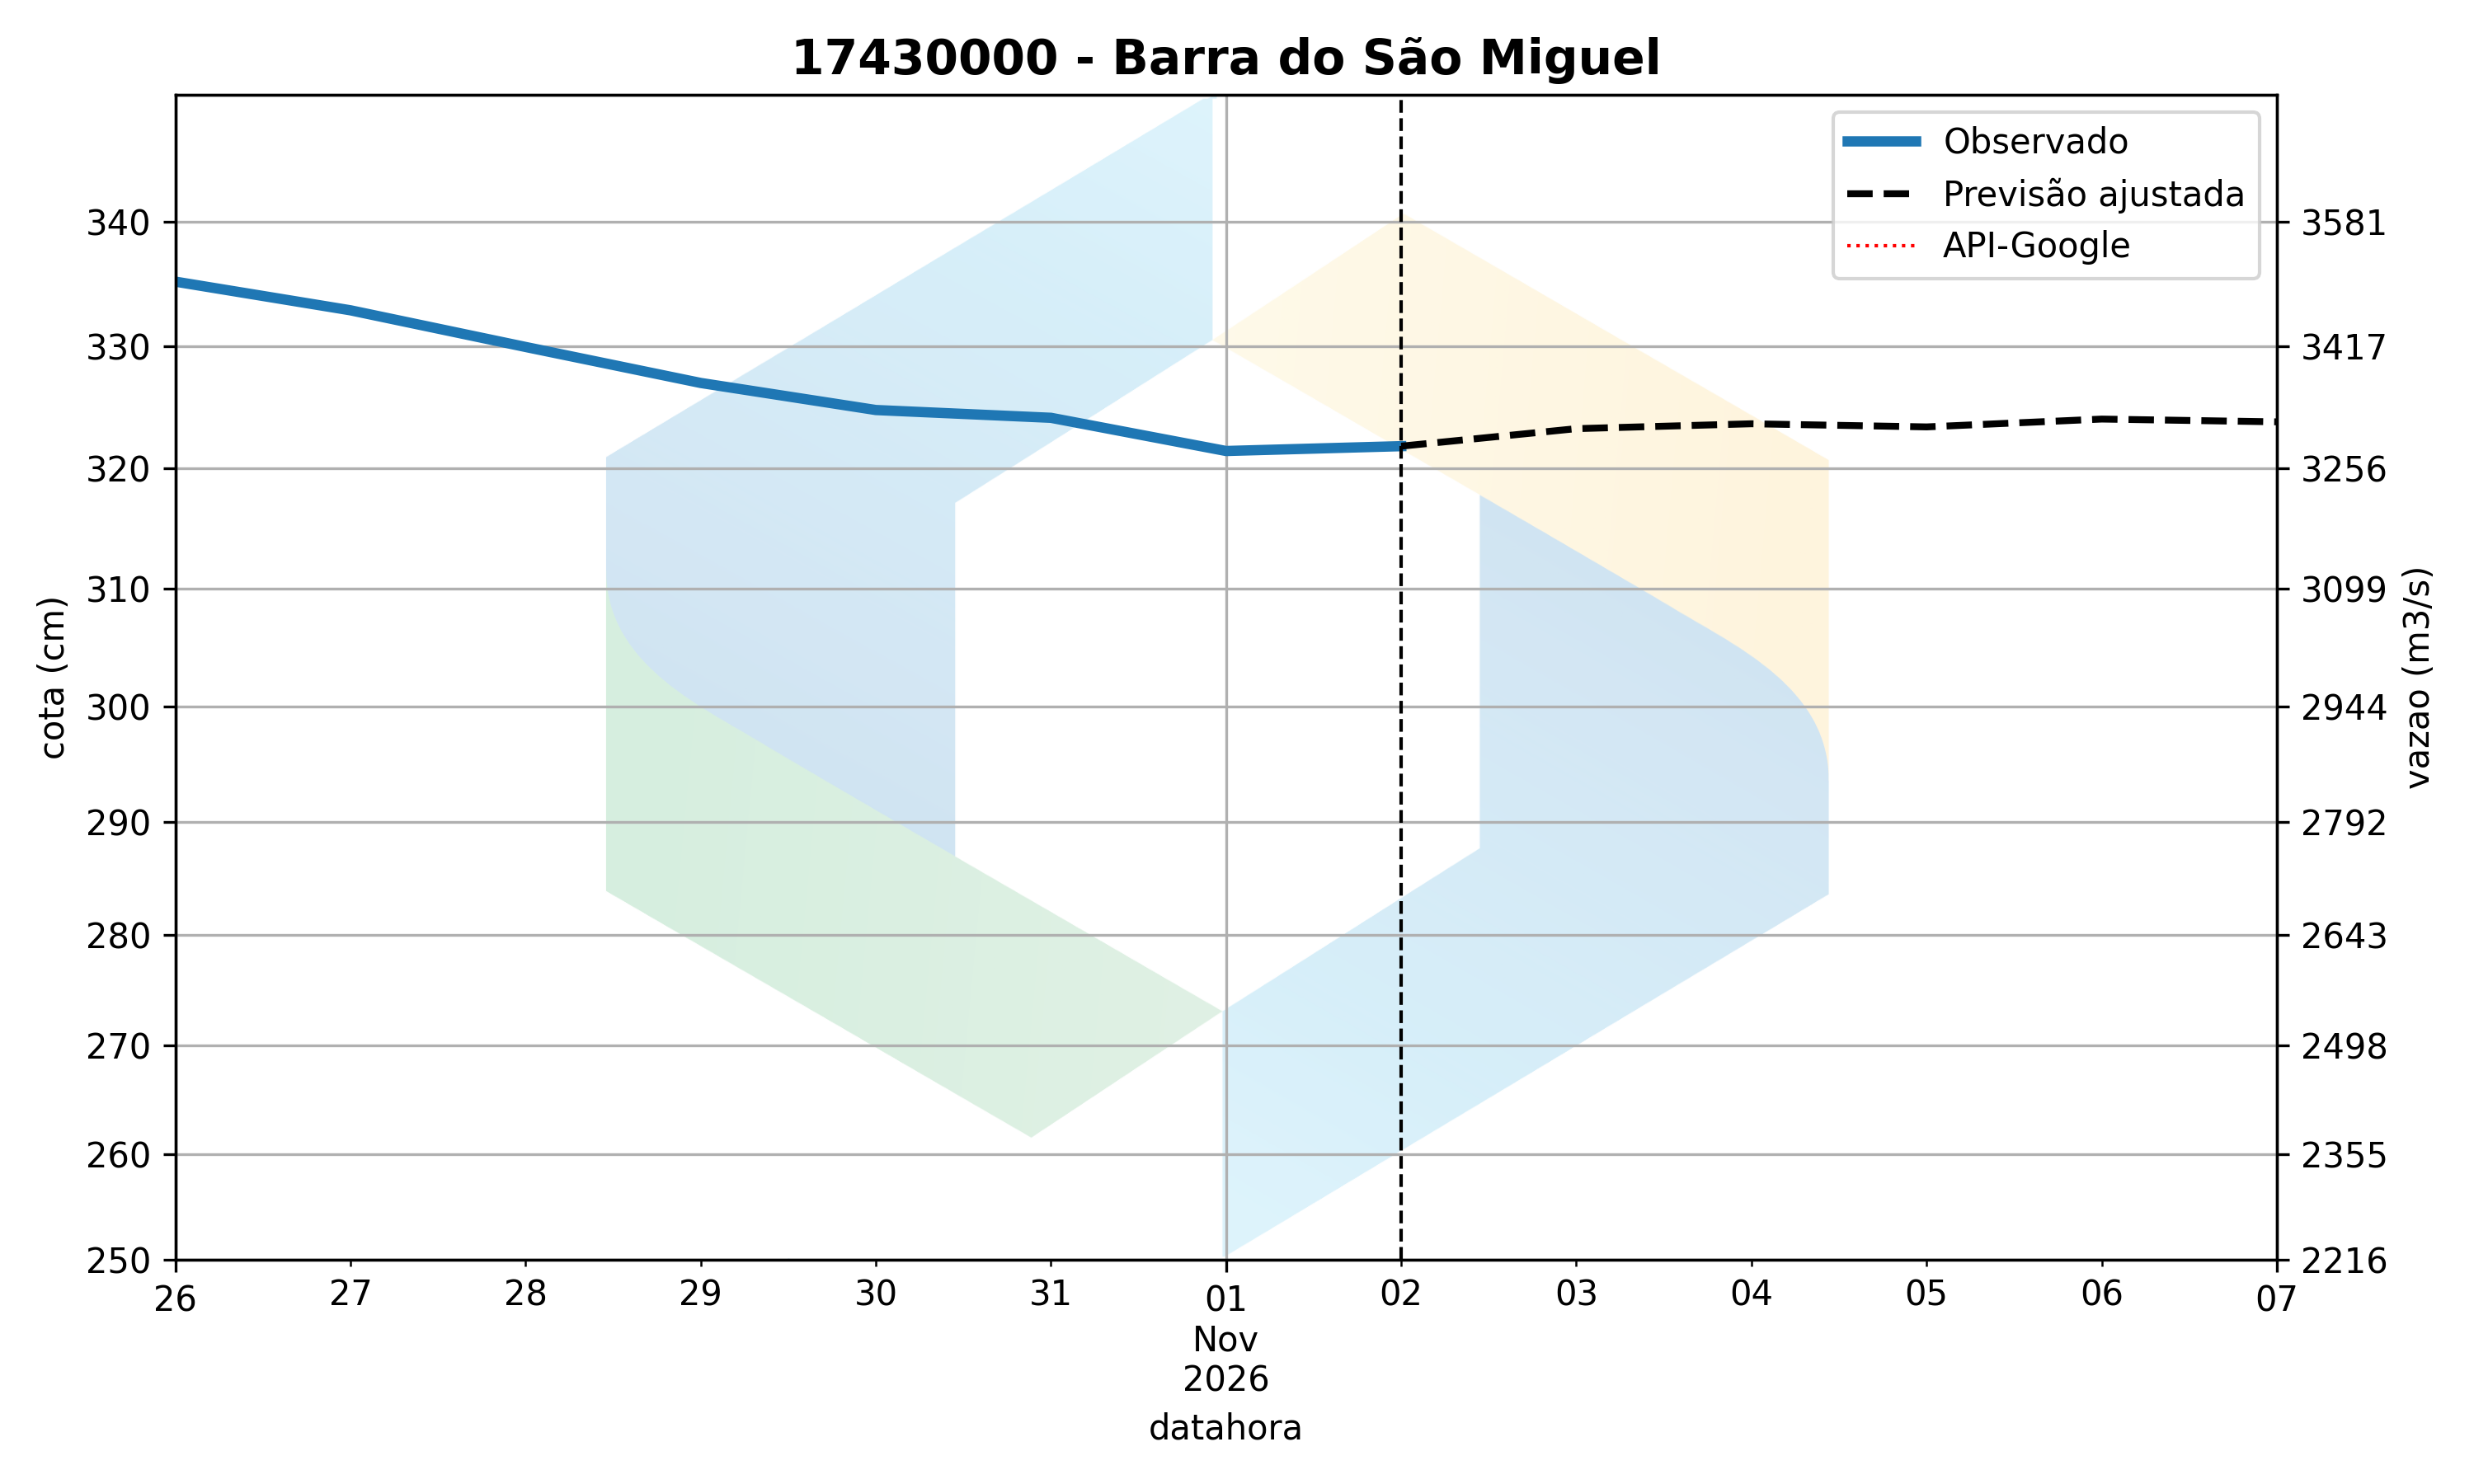 17430000 - Barra do São Miguel
Observado
Previsão ajustada
API-Google
cota (cm)
340
330
320
310
300
290
280
270
260
250
3581
3417
3256
3099
2944
2792
2643
2498
2355
2216
vazao (m3/s)
26 27 28 29 30 31 01 02 03 04 05 06 07
Nov
2026
datahora